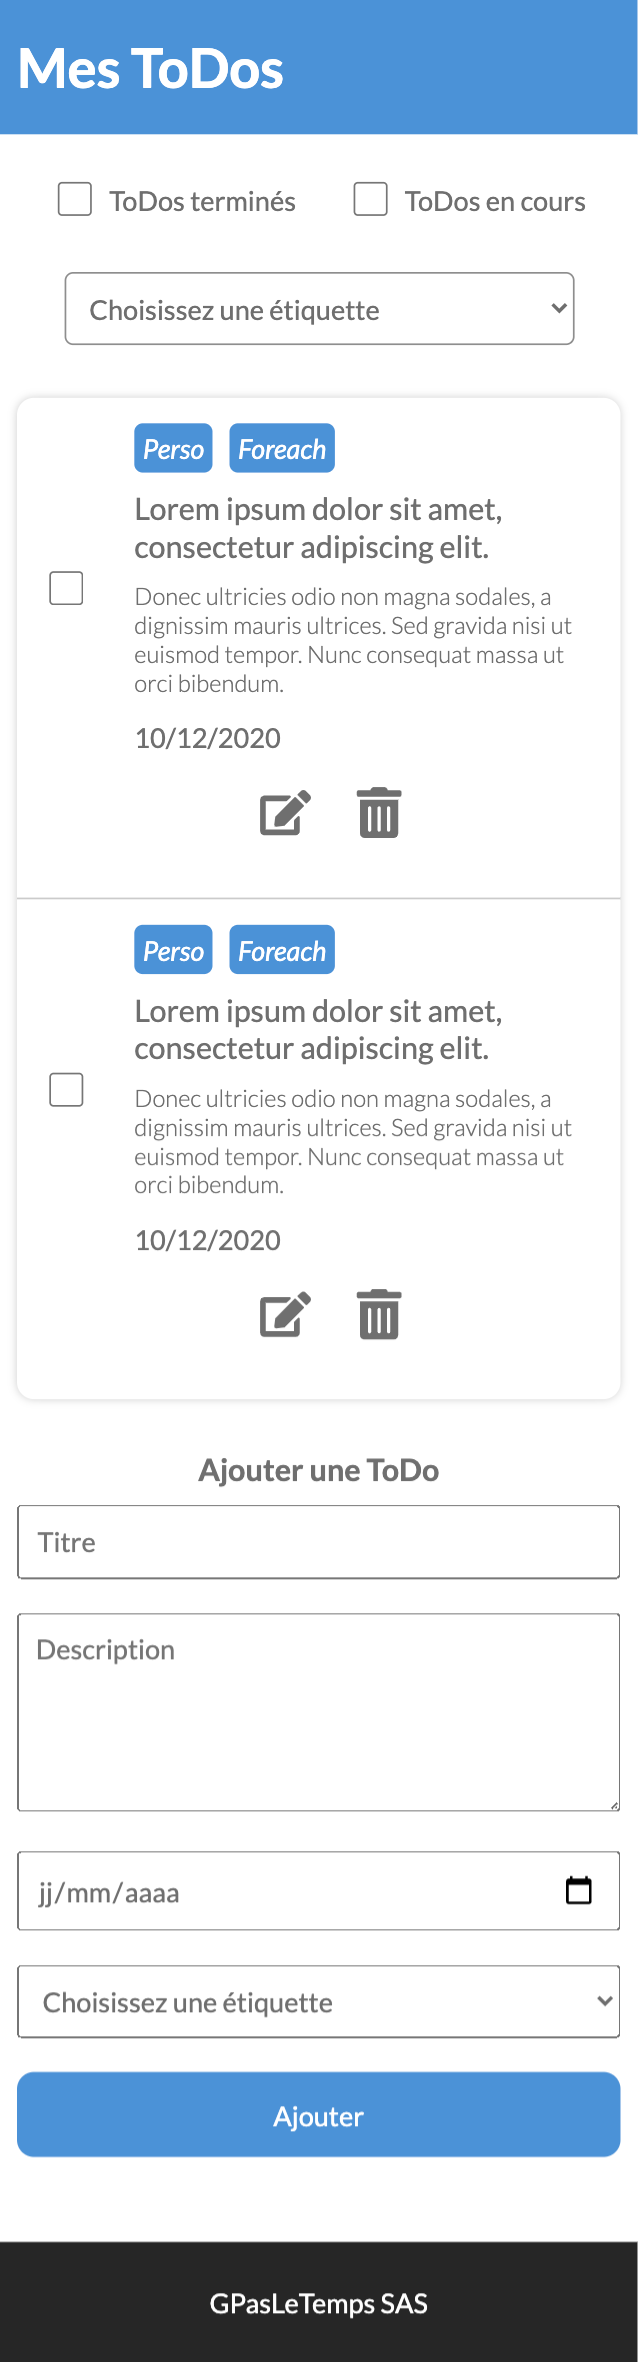 Mes ToDos
ToDos terminés ToDos en cours
Choisissez une étiquette
Perso Foreach
Lorem ipsum dolor sit amet,
consectetur adipiscing elit.
Donec ultricies odio non magna sodales, a
dignissim mauris ultrices. Sed gravida nisi ut
euismod tempor. Nunc consequat massa ut
orci bibendum.
10/12/2020
Perso Foreach
Lorem ipsum dolor sit amet,
consectetur adipiscing elit.
Donec ultricies odio non magna sodales, a
dignissim mauris ultrices. Sed gravida nisi ut
euismod tempor. Nunc consequat massa ut
orci bibendum.
10/12/2020
Ajouter une ToDo
Titre
Description
jj/mm/aaaa
Choisissez une étiquette
Ajouter
GPasLeTemps SAS